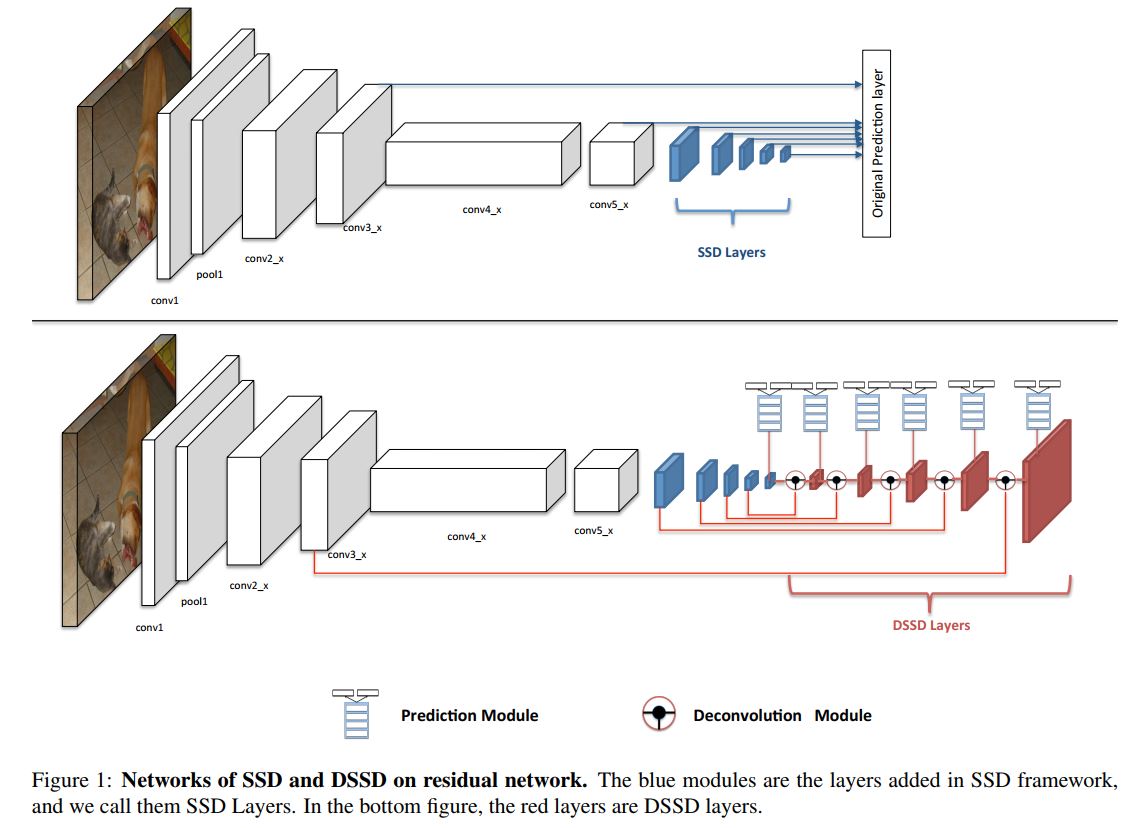 Original Prediction layer
conv4_x
conv5_x
conv3_x
SSD Layers
conv2_x
pool1
conv1
conv4_x
conv5_x
conv3_x
conv2_x
pool1
conv1
DSSD Layers
Prediction Module
Deconvolution Module
Figure 1: Networks of SSD and DSSD on residual network. The blue modules are the layers added in SSD framework,
and we call them SSD Layers. In the bottom figure, the red layers are DSSD layers.